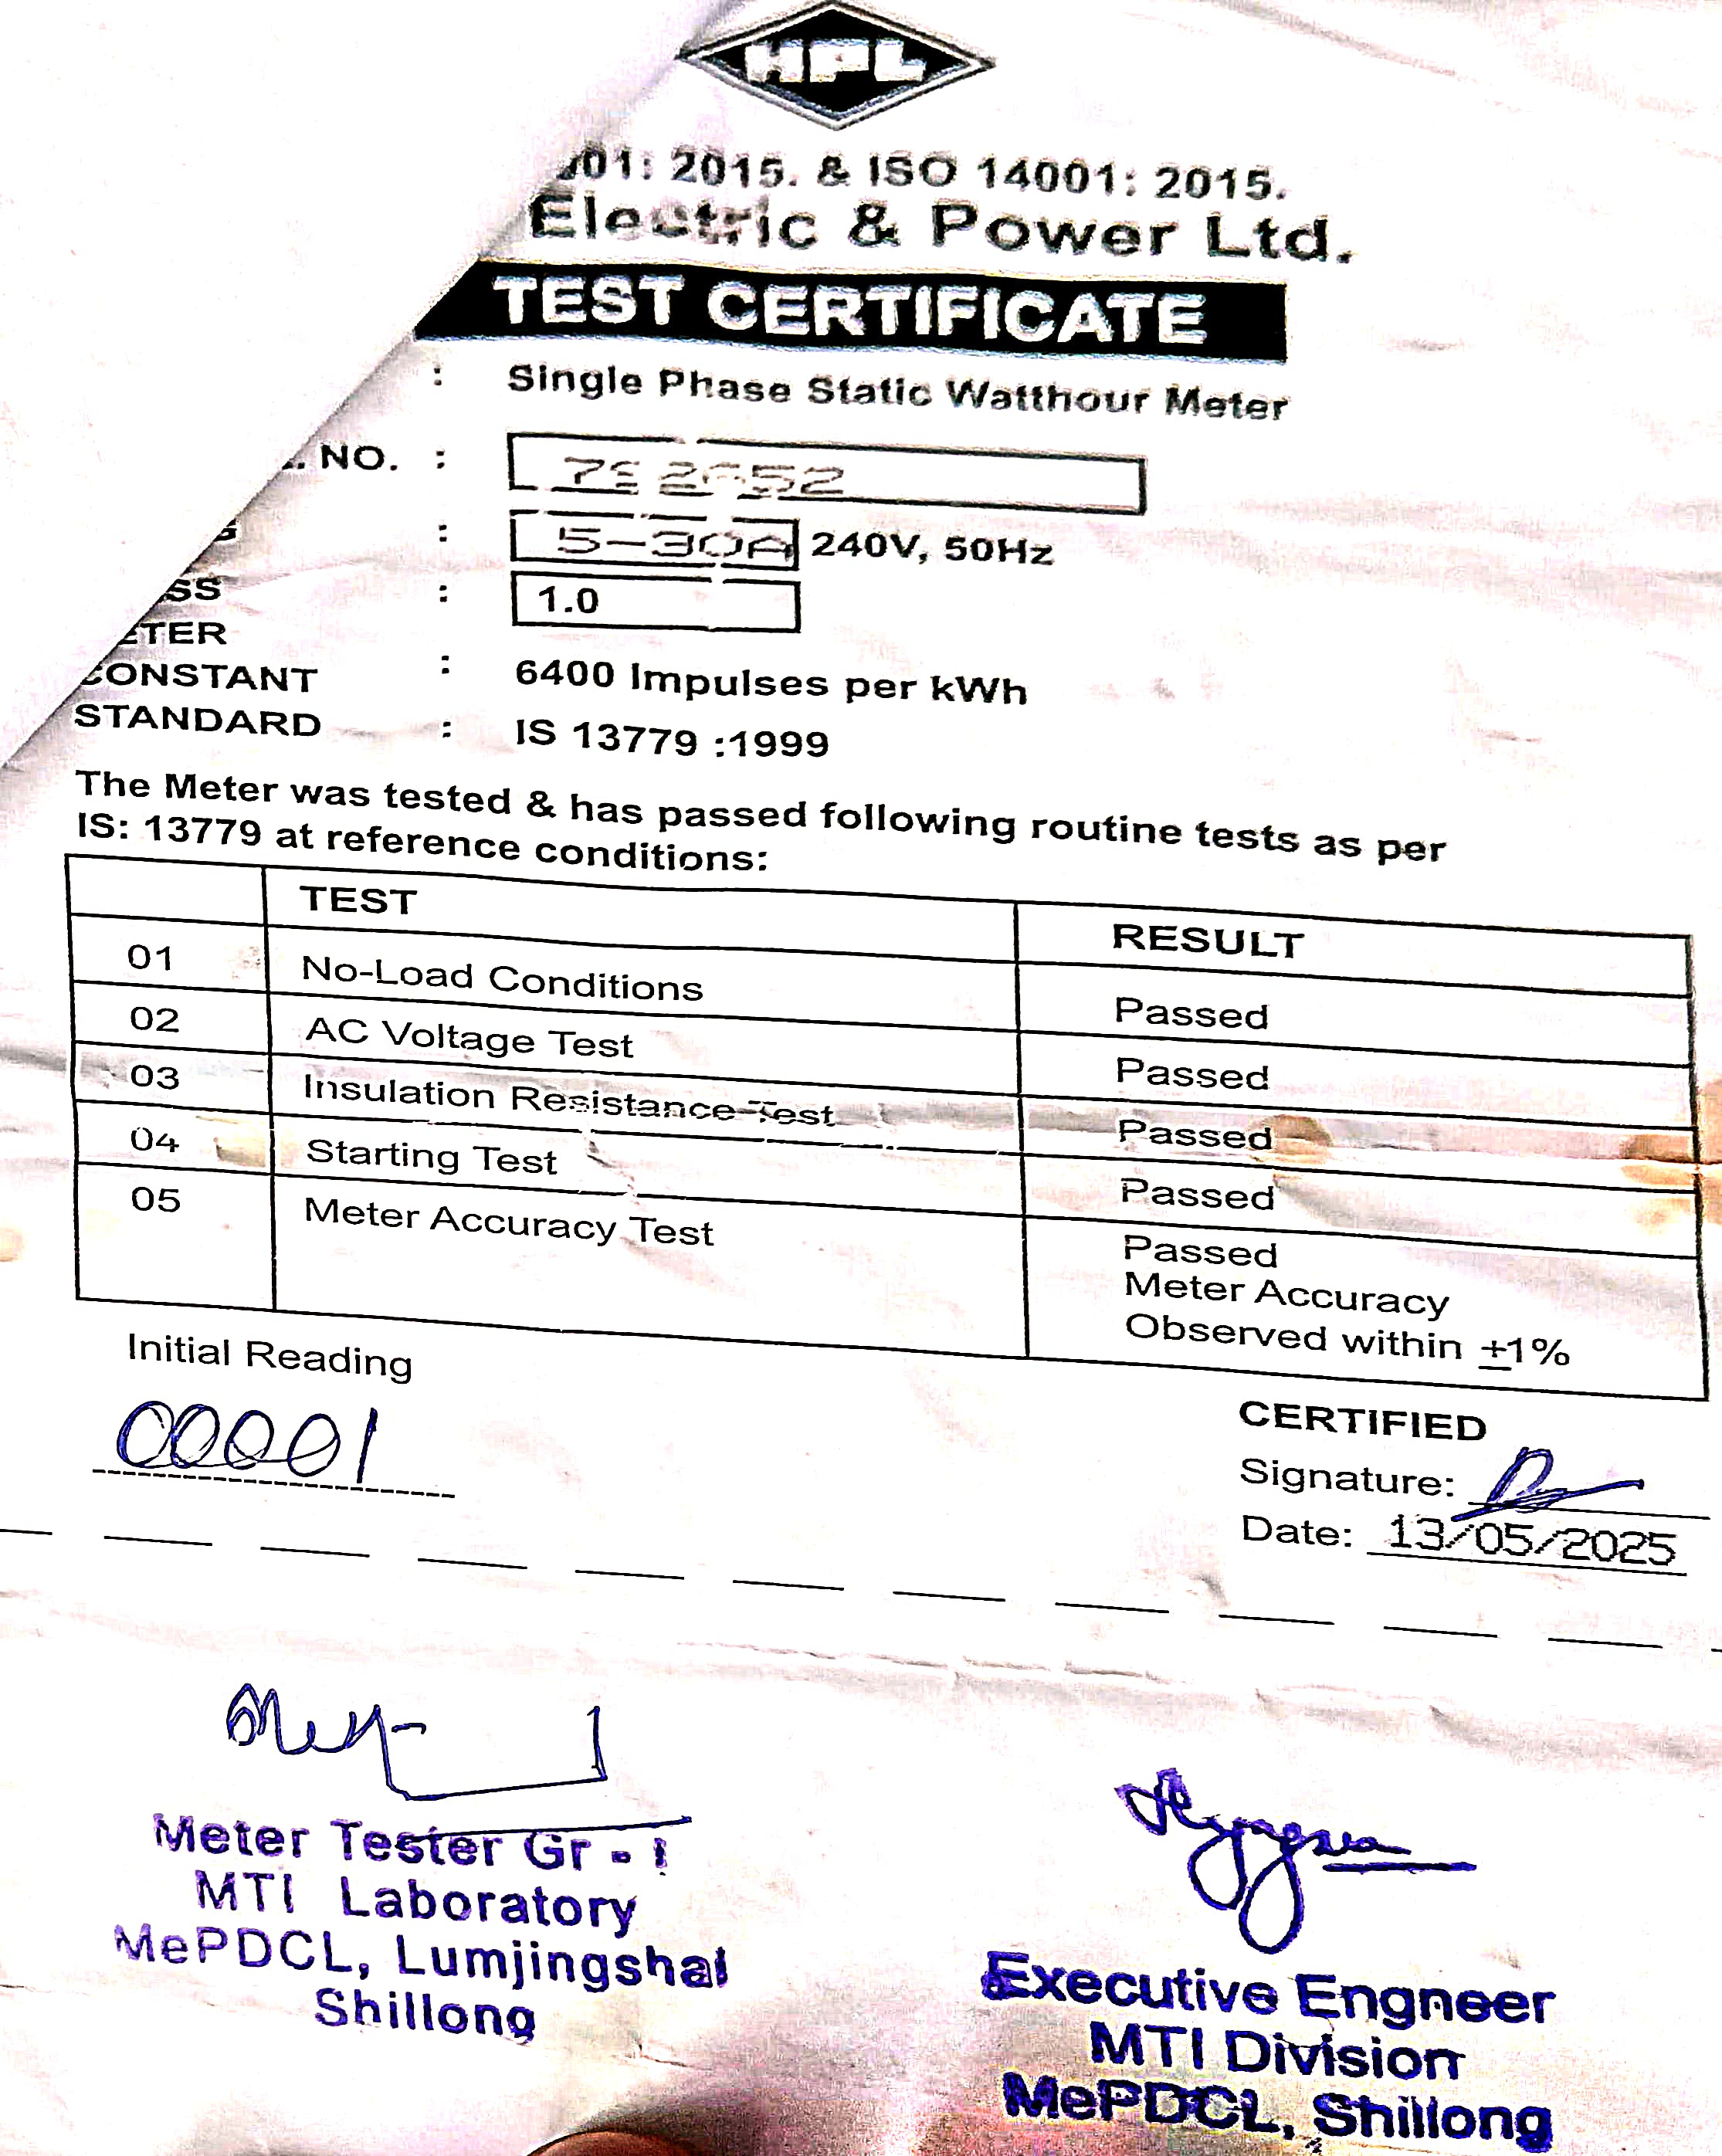 HPL
001: 2015. & ISO 14001: 2015.
Electric & Power Ltd.
TEST CERTIFICATE
: Single Phase Static Watthour Meter
NO. :
: 5-30A 240V, 50Hz
SS : 1.0
ETER
CONSTANT : 6400 Impulses per kWh
STANDARD : IS 13779 :1999
The Meter was tested & has passed following routine tests as per
IS: 13779 at reference conditions:
TEST RESULT
01 No-Load Conditions Passed
02 AC Voltage Test Passed
03 Insulation Resistance Test Passed
04 Starting Test Passed
05 Meter Accuracy Test Passed
Meter Accuracy
Observed within ±1%
Initial Reading
00001
CERTIFIED
Signature:
Date: 13/05/2025
Meter Tester Gr - I
MTI Laboratory
MePDCL, Lumjingshai
Shillong
Executive Engneer
MTI Division
MePDCL, Shillong